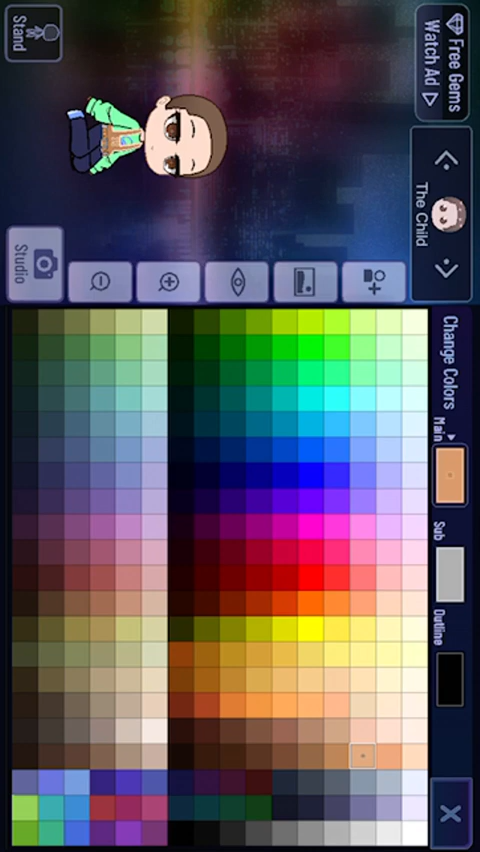 Free Gems
Watch Ad
The Child
Stand
Studio
Change Colors
Main
Sub
Outline
X